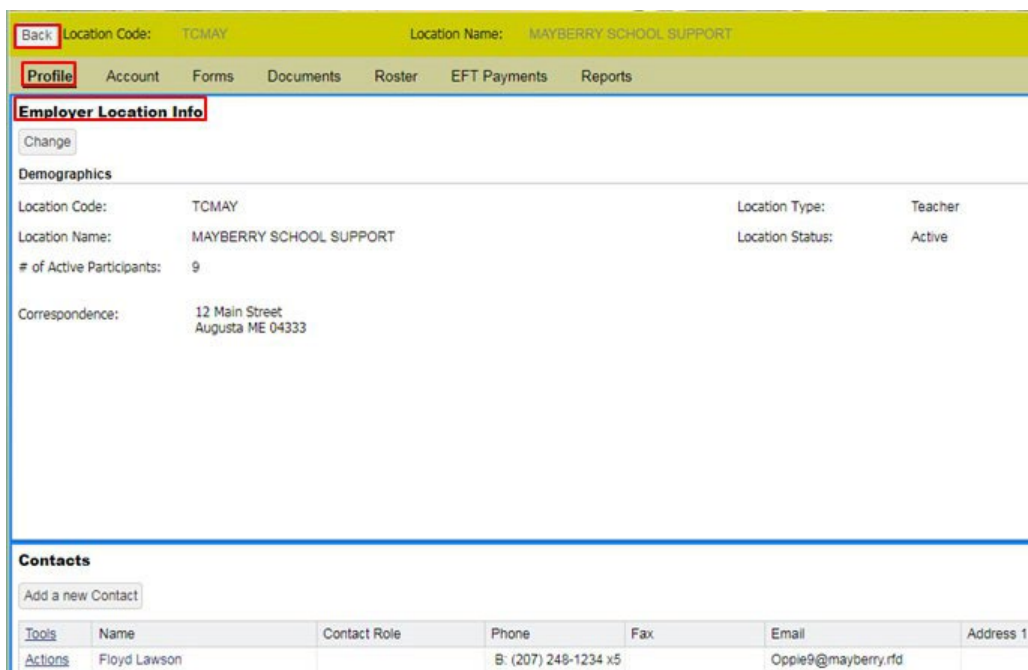 Back Location Code: TCMAY Location Name: MAYBERRY SCHOOL SUPPORT
Profile Account Forms Documents Roster EFT Payments Reports
Employer Location Info
Change
Demographics
Location Code: TCMAY Location Type: Teacher
Location Name: MAYBERRY SCHOOL SUPPORT Location Status: Active
# of Active Participants: 9
Correspondence: 12 Main Street
Augusta ME 04333
Contacts
Add a new Contact
Tools Name Contact Role Phone Fax Email Address 1
Actions Floyd Lawson B: (207) 248-1234 x5 Oppie9@mayberry.rfd